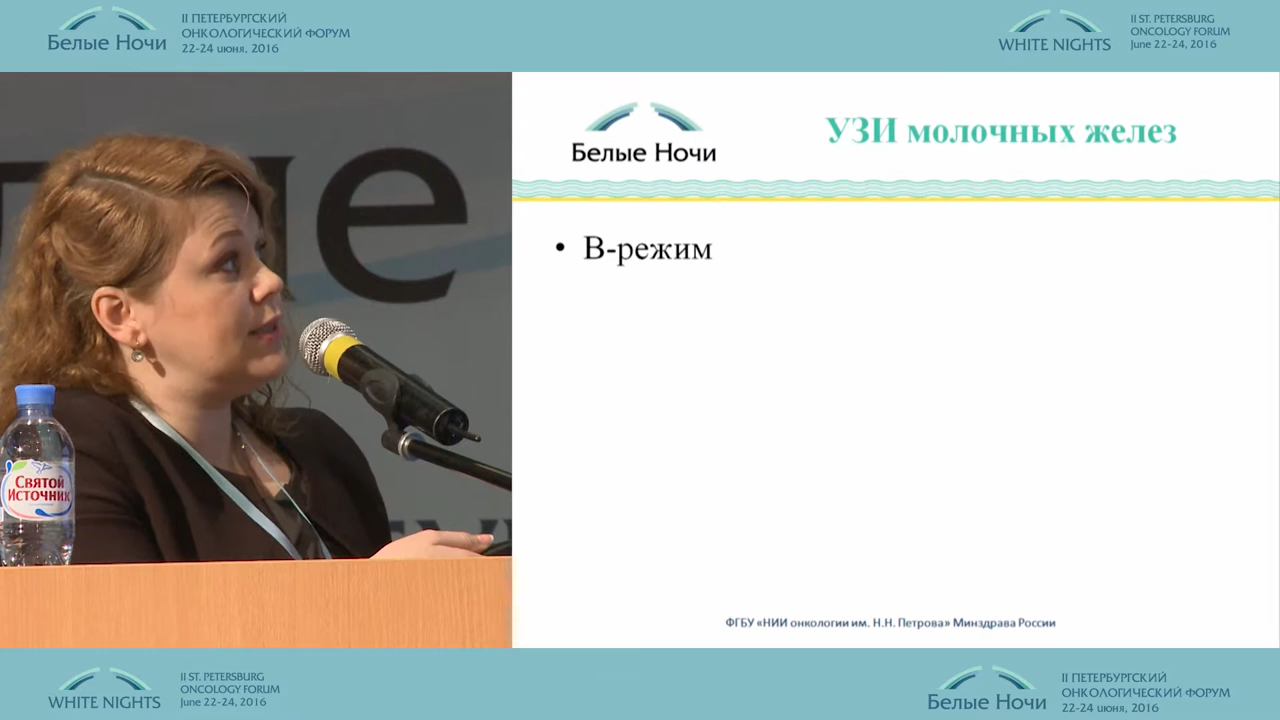 II ПЕТЕРБУРГСКИЙ
ОНКОЛОГИЧЕСКИЙ ФОРУМ
22-24 июня, 2016
Белые Ночи
II ST. PETERSBURG
ONCOLOGY FORUM
June 22-24, 2016
WHITE NIGHTS
Белые Ночи
УЗИ молочных желез
• В-режим
СВЯТОЙ
ИСТОЧНИК
ФГБУ «НИИ онкологии им. Н.Н. Петрова» Минздрава России
II ST. PETERSBURG
ONCOLOGY FORUM
June 22-24, 2016
WHITE NIGHTS
II ПЕТЕРБУРГСКИЙ
ОНКОЛОГИЧЕСКИЙ ФОРУМ
22-24 июня, 2016
Белые Ночи